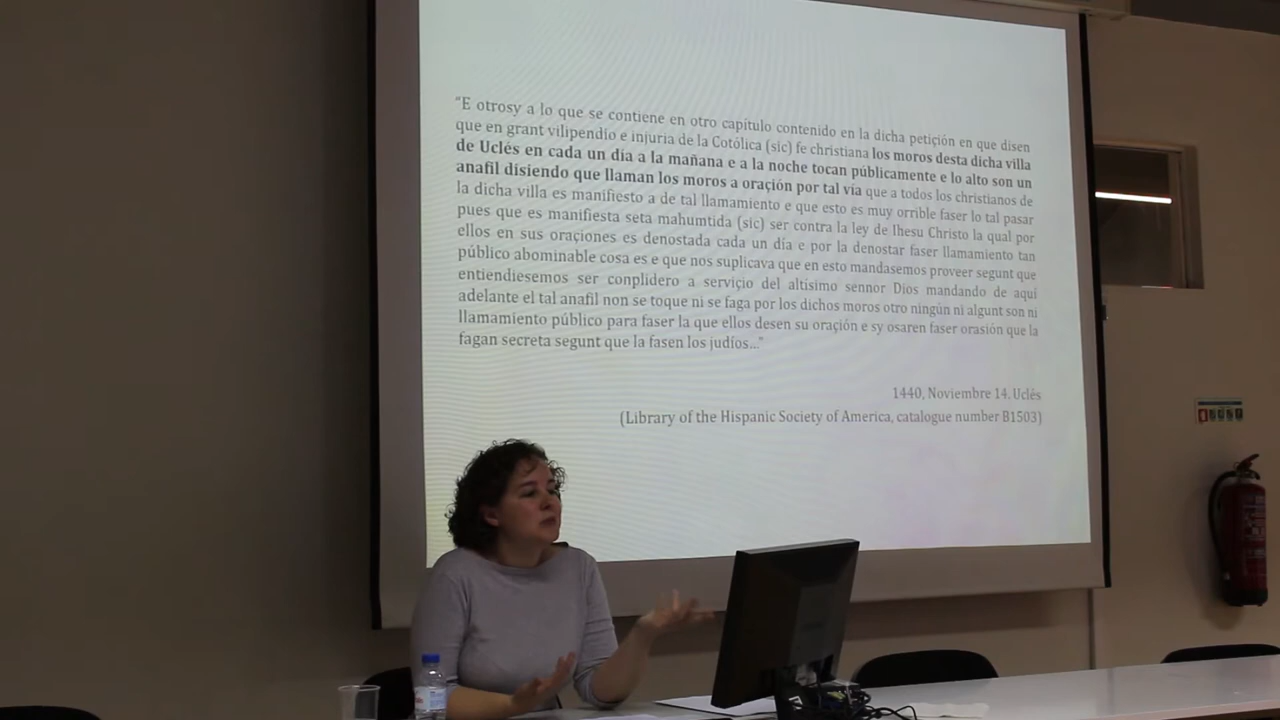 “E otrosy a lo que se contiene en otro capítulo contenido en la dicha petición en que disen
que en grant vilipendio e injuria de la Cotólica (sic) fe christiana los moros desta dicha villa
de Uclés en cada un día a la mañana e a la noche tocan públicamente e lo alto son un
anafil disiendo que llaman los moros a oraçión por tal vía que a todos los christianos de
la dicha villa es manifiesto a de tal llamamiento e que esto es muy orrible faser lo tal pasar
pues que es manifiesta seta mahumtida (sic) ser contra la ley de Ihesu Christo la qual por
ellos en sus oraçiones es denostada cada un día e por la denostar faser llamamiento tan
público abominable cosa es e que nos suplicava que en esto mandasemos proveer segunt que
entiendiesemos ser conplidero a serviçio del altísimo sennor Dios mandando de aquí
adelante el tal anafil non se toque ni se faga por los dichos moros otro ningún ni algunt son ni
llamamiento público para faser la que ellos desen su oraçión e sy osaren faser orasión que la
fagan secreta segunt que la fasen los judíos...”
1440, Noviembre 14. Uclés
(Library of the Hispanic Society of America, catalogue number B1503)